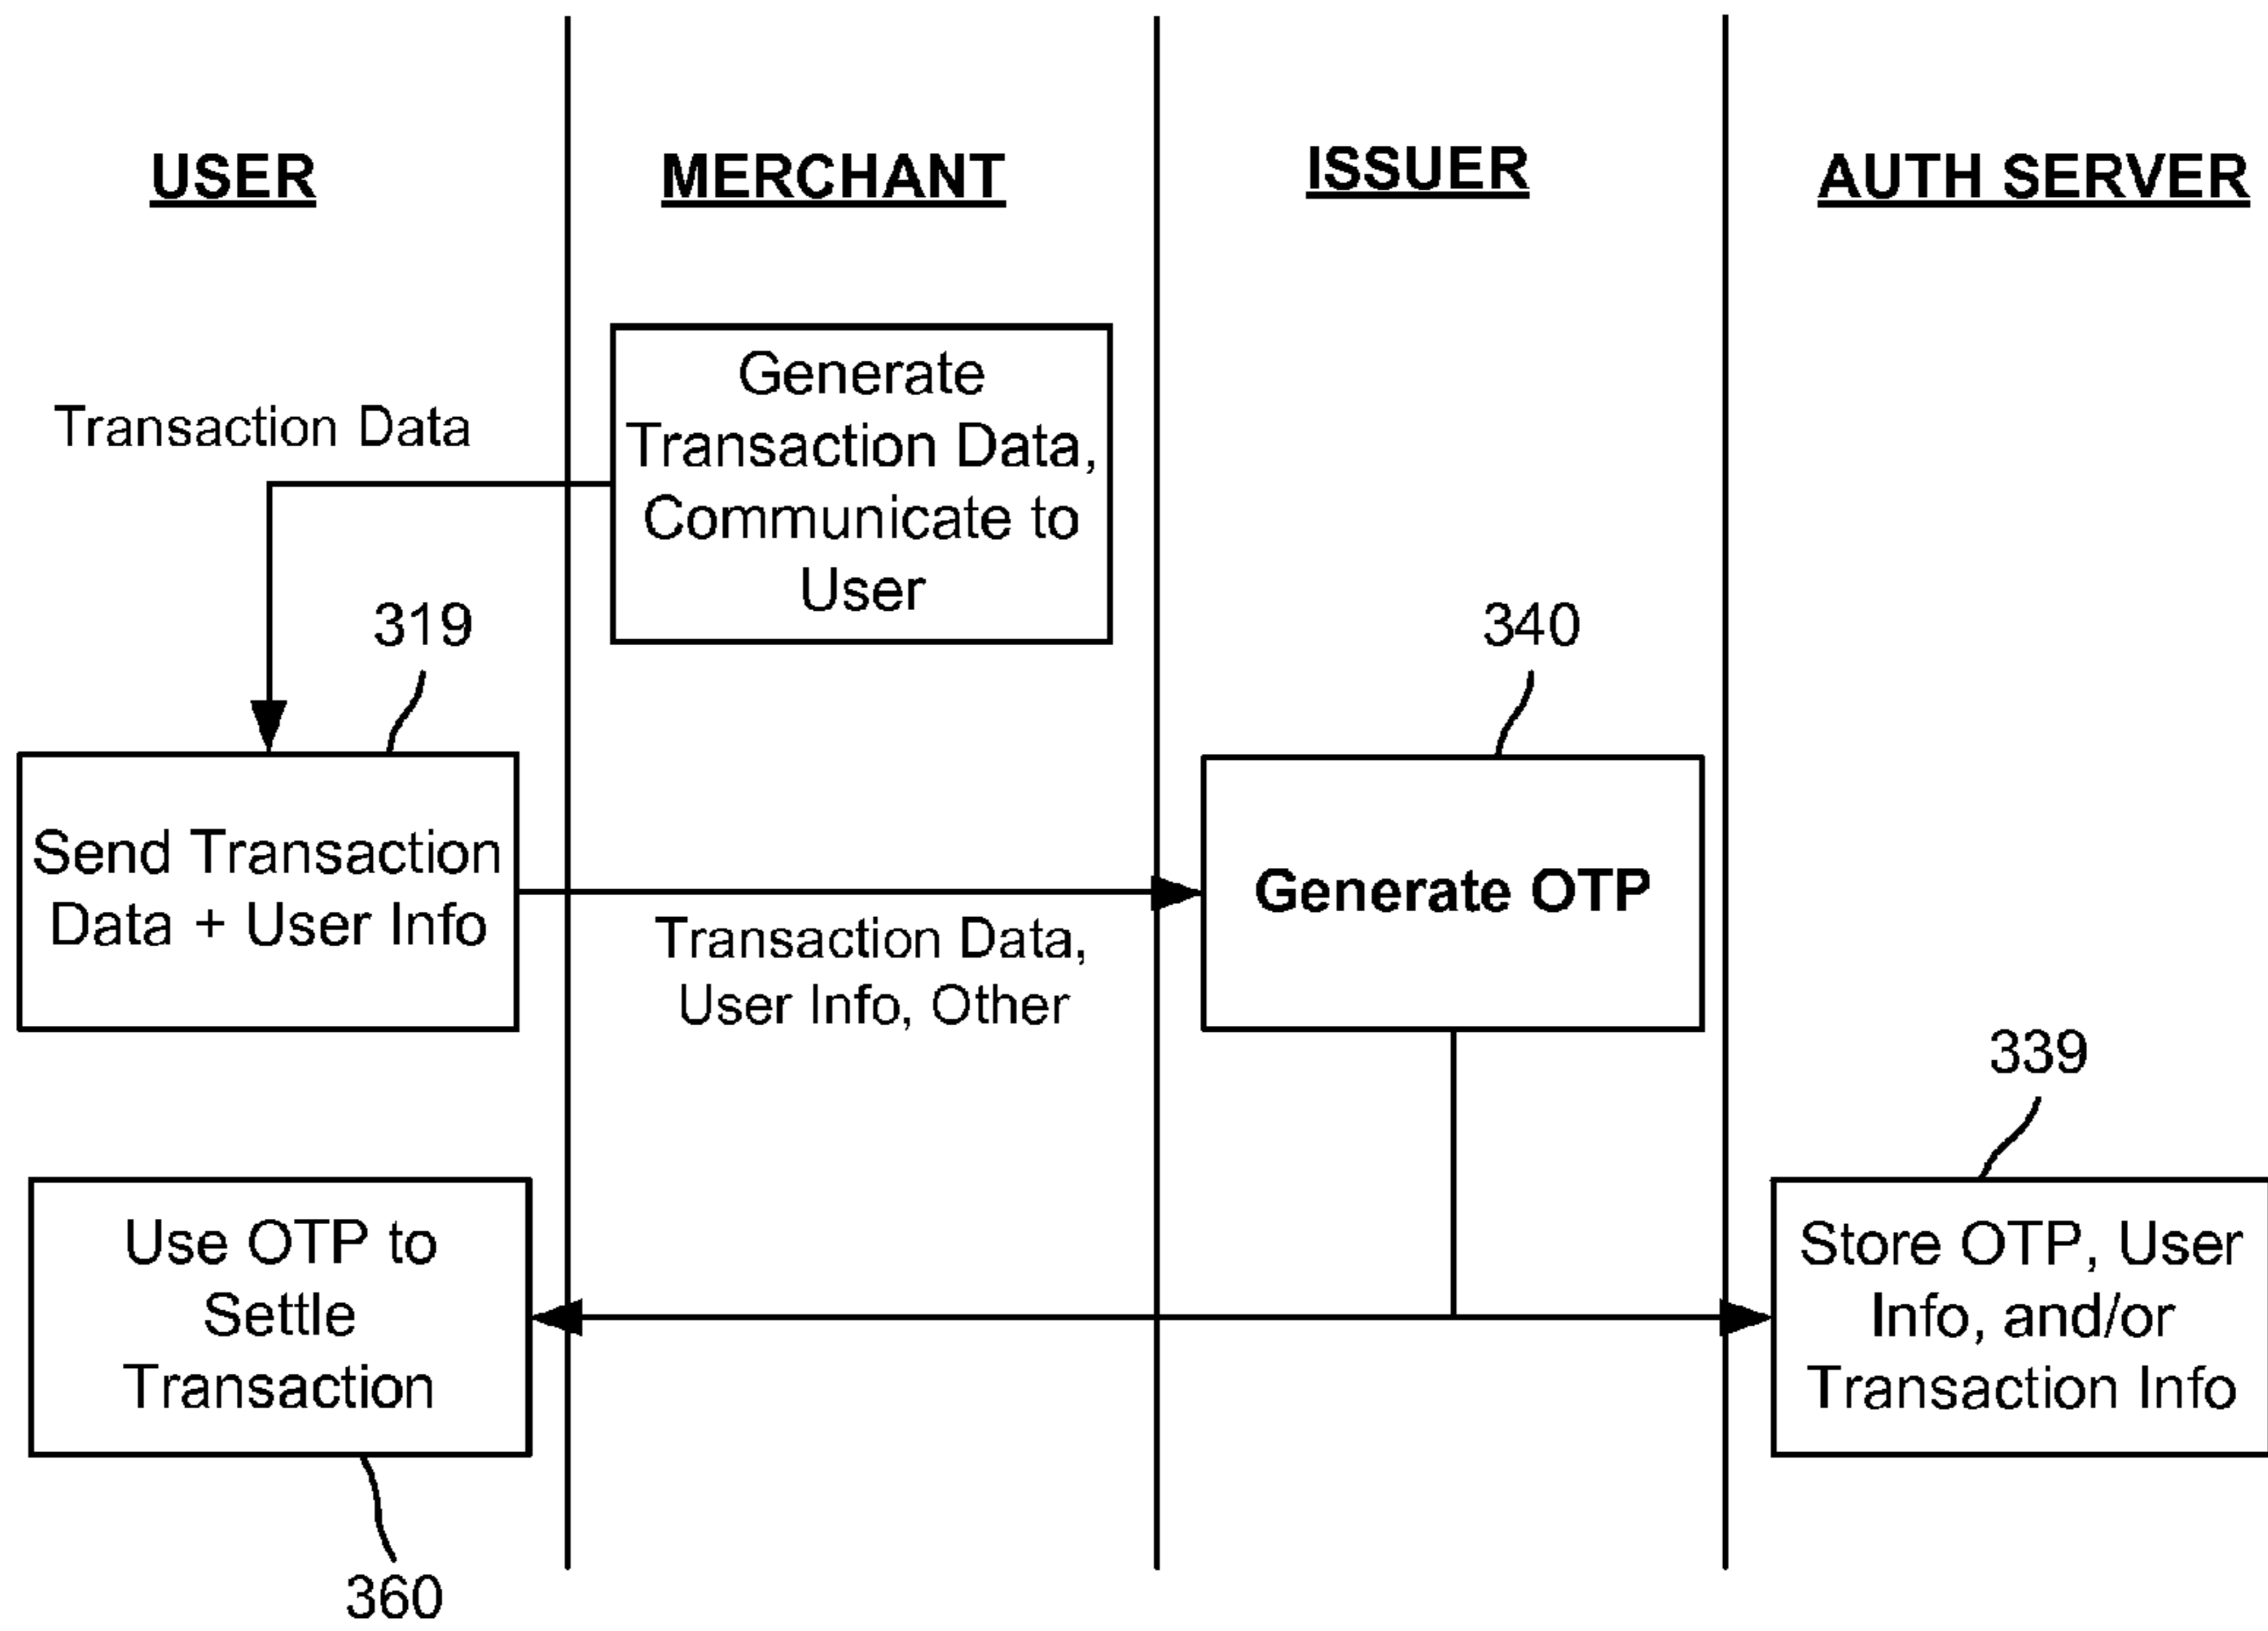 USER
MERCHANT
ISSUER
AUTH SERVER
Generate
Transaction Data,
Communicate to
User
Transaction Data
319
340
Send Transaction
Data + User Info
Transaction Data,
User Info, Other
Generate OTP
339
Use OTP to
Settle
Transaction
Store OTP, User
Info, and/or
Transaction Info
360